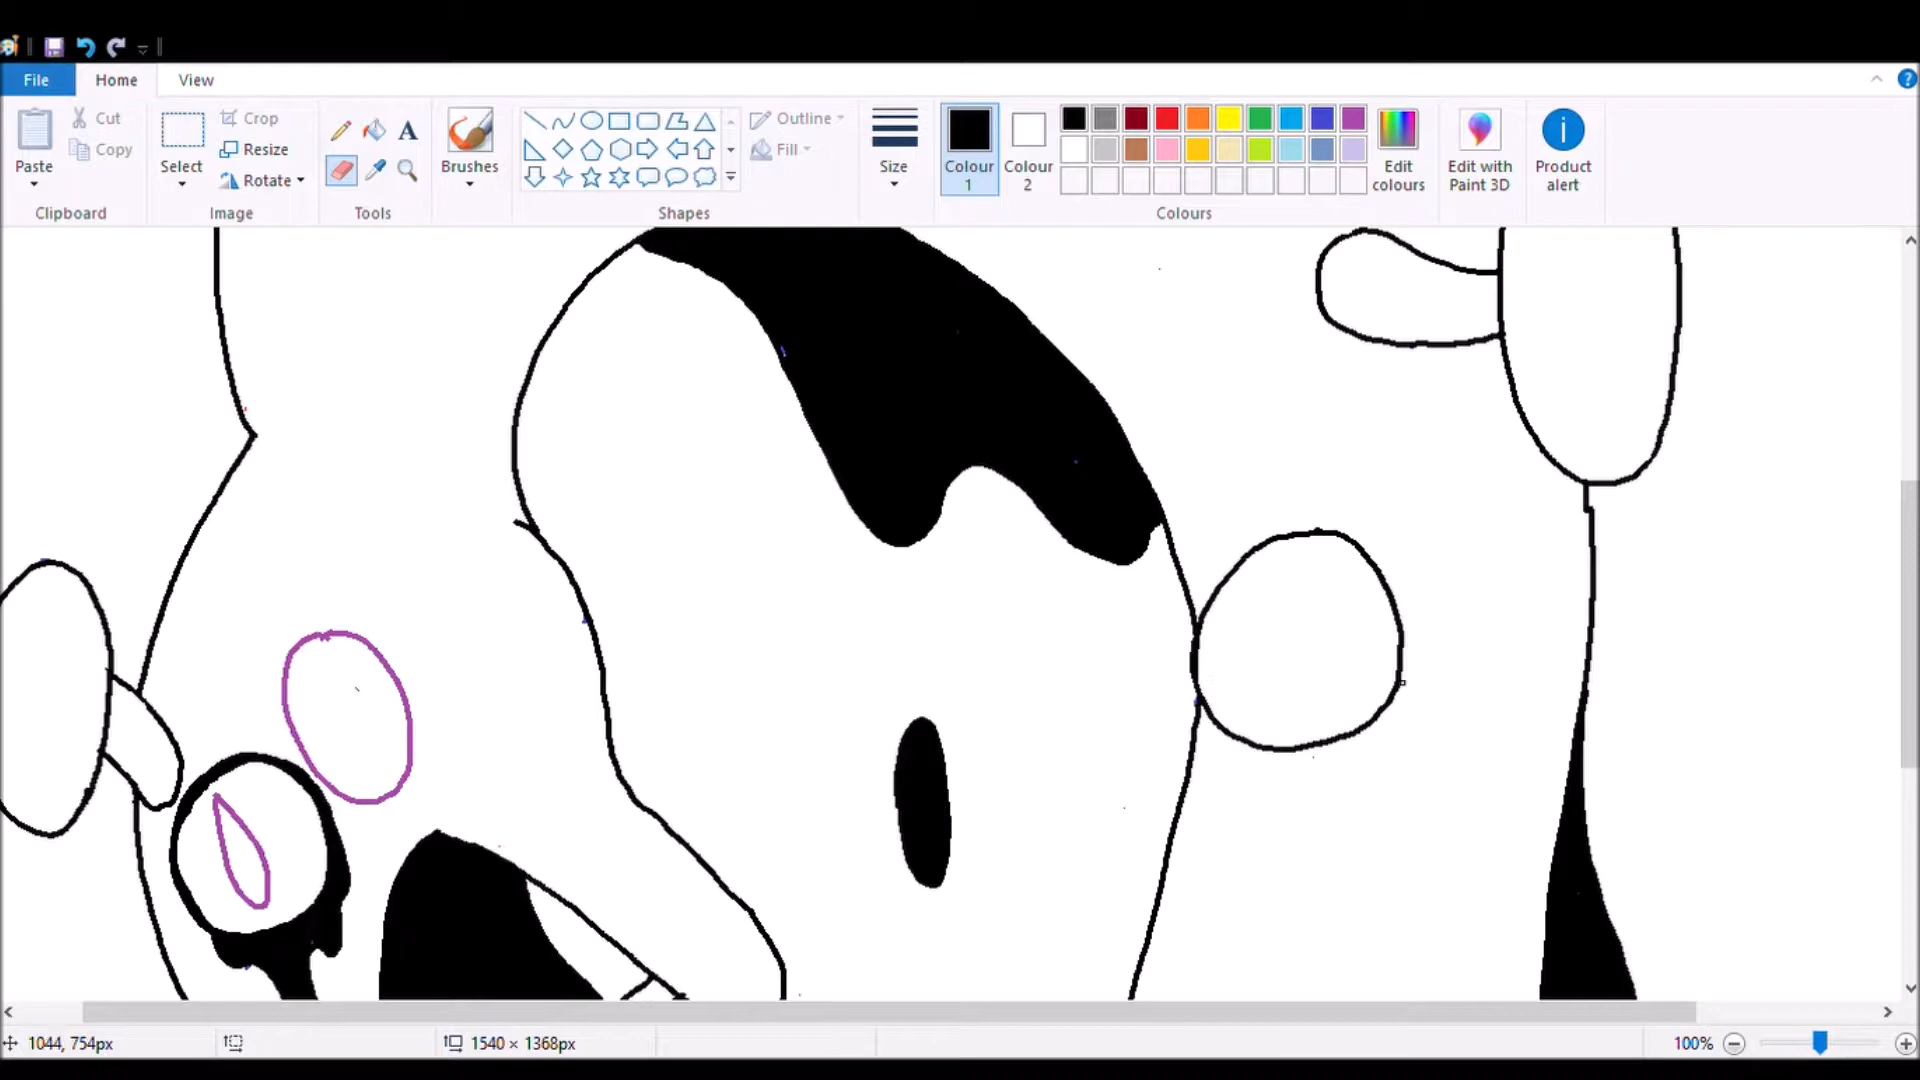 File Home View
Paste
Cut
Copy
Clipboard
Select
Crop
Resize
Rotate
Image
A
Tools
Brushes
Outline
Fill
Shapes
Size
Colour 1
Colour 2
Edit colours
Colours
Edit with Paint 3D
Product alert
1044, 754px
1540 × 1368px
100%